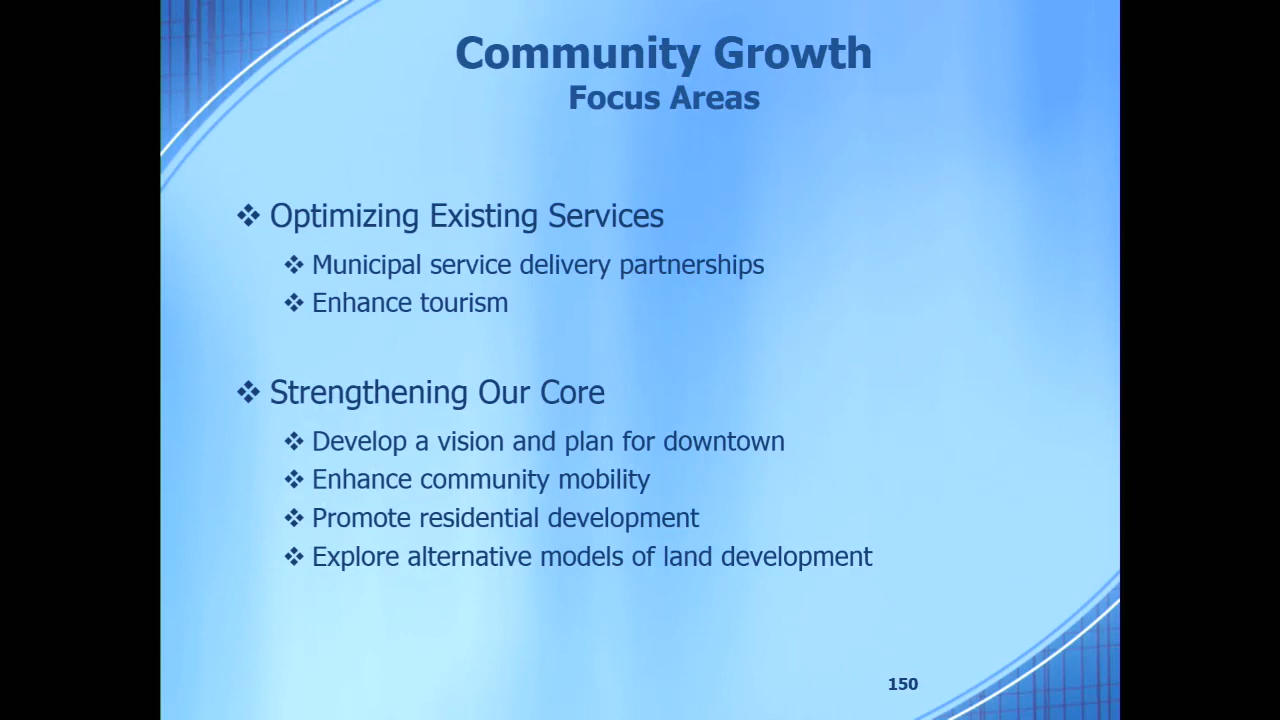 Community Growth
Focus Areas
❖ Optimizing Existing Services
❖ Municipal service delivery partnerships
❖ Enhance tourism
❖ Strengthening Our Core
❖ Develop a vision and plan for downtown
❖ Enhance community mobility
❖ Promote residential development
❖ Explore alternative models of land development
150